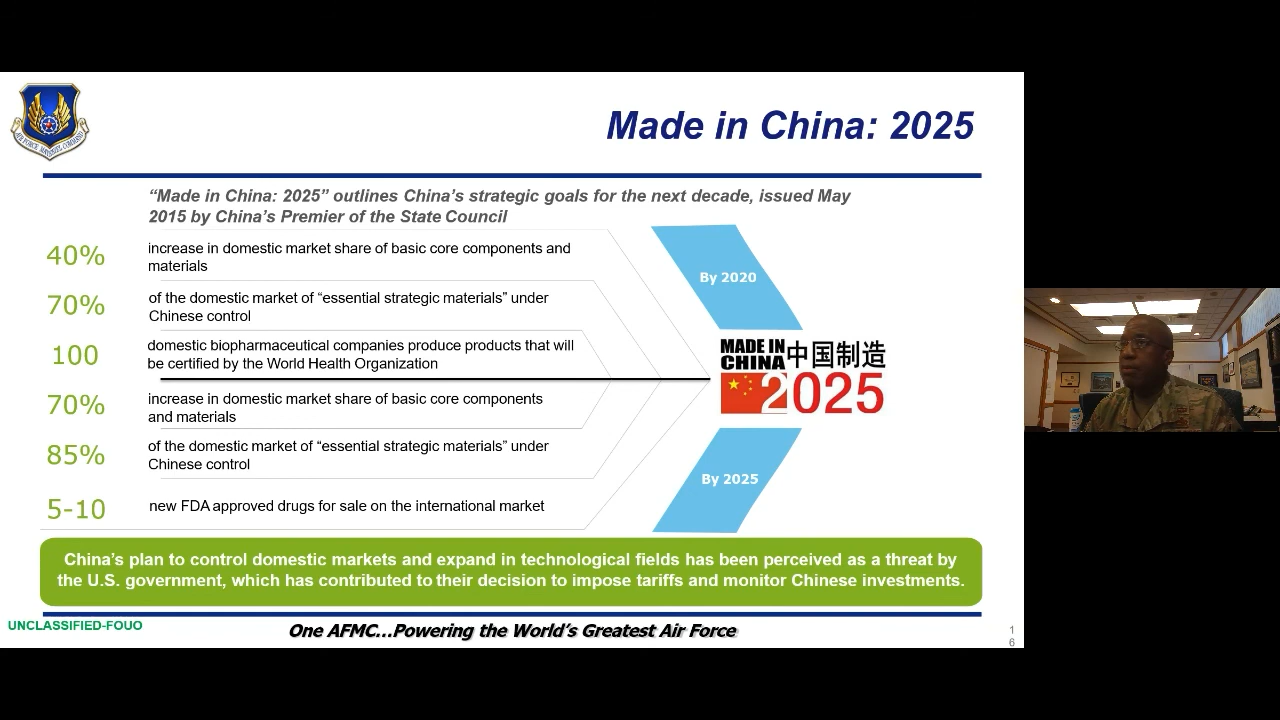 AIR FORCE MATERIEL COMMAND
Made in China: 2025
“Made in China: 2025” outlines China’s strategic goals for the next decade, issued May
2015 by China’s Premier of the State Council
40%
increase in domestic market share of basic core components and
materials
70%
of the domestic market of “essential strategic materials” under
Chinese control
100
domestic biopharmaceutical companies produce products that will
be certified by the World Health Organization
70%
increase in domestic market share of basic core components
and materials
85%
of the domestic market of “essential strategic materials” under
Chinese control
5-10
new FDA approved drugs for sale on the international market
By 2020
MADE IN
CHINA 中国制造
2025
By 2025
China’s plan to control domestic markets and expand in technological fields has been perceived as a threat by
the U.S. government, which has contributed to their decision to impose tariffs and monitor Chinese investments.
UNCLASSIFIED-FOUO
One AFMC…Powering the World’s Greatest Air Force
1
6